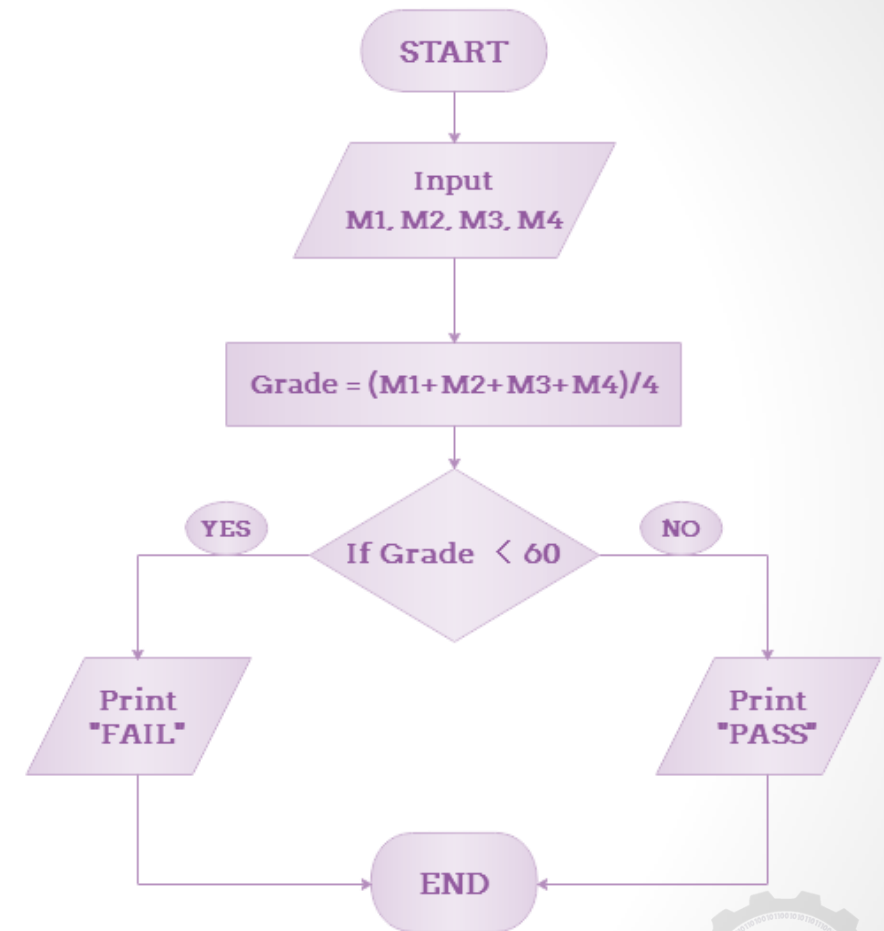 START
Input
M1, M2, M3, M4
Grade = (M1+M2+M3+M4)/4
YES
If Grade < 60
NO
Print
"FAIL"
Print
"PASS"
END